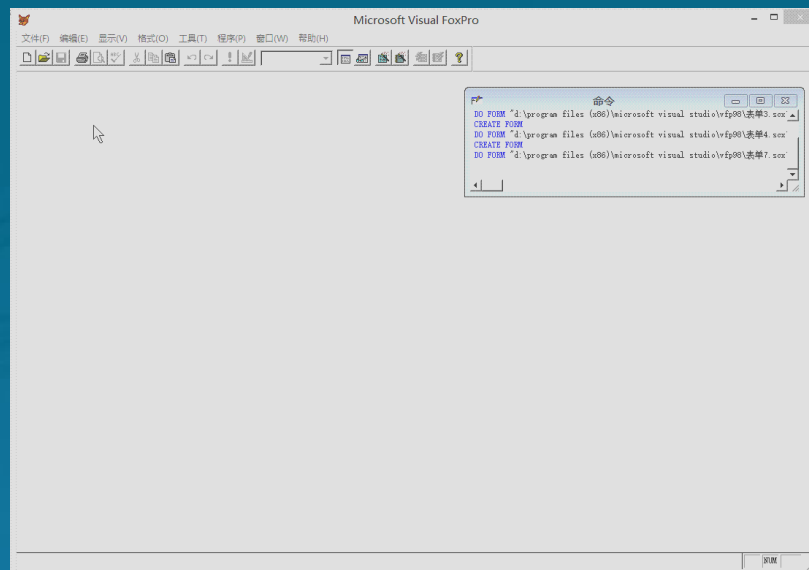 Microsoft Visual FoxPro
文件(F) 编辑(E) 显示(V) 格式(O) 工具(T) 程序(P) 窗口(W) 帮助(H)
命令
DO FORM "d:\program files (x86)\microsoft visual studio\vfp98\表单3.scx"
CREATE FORM
DO FORM "d:\program files (x86)\microsoft visual studio\vfp98\表单4.scx"
CREATE FORM
DO FORM "d:\program files (x86)\microsoft visual studio\vfp98\表单7.scx"
NUM